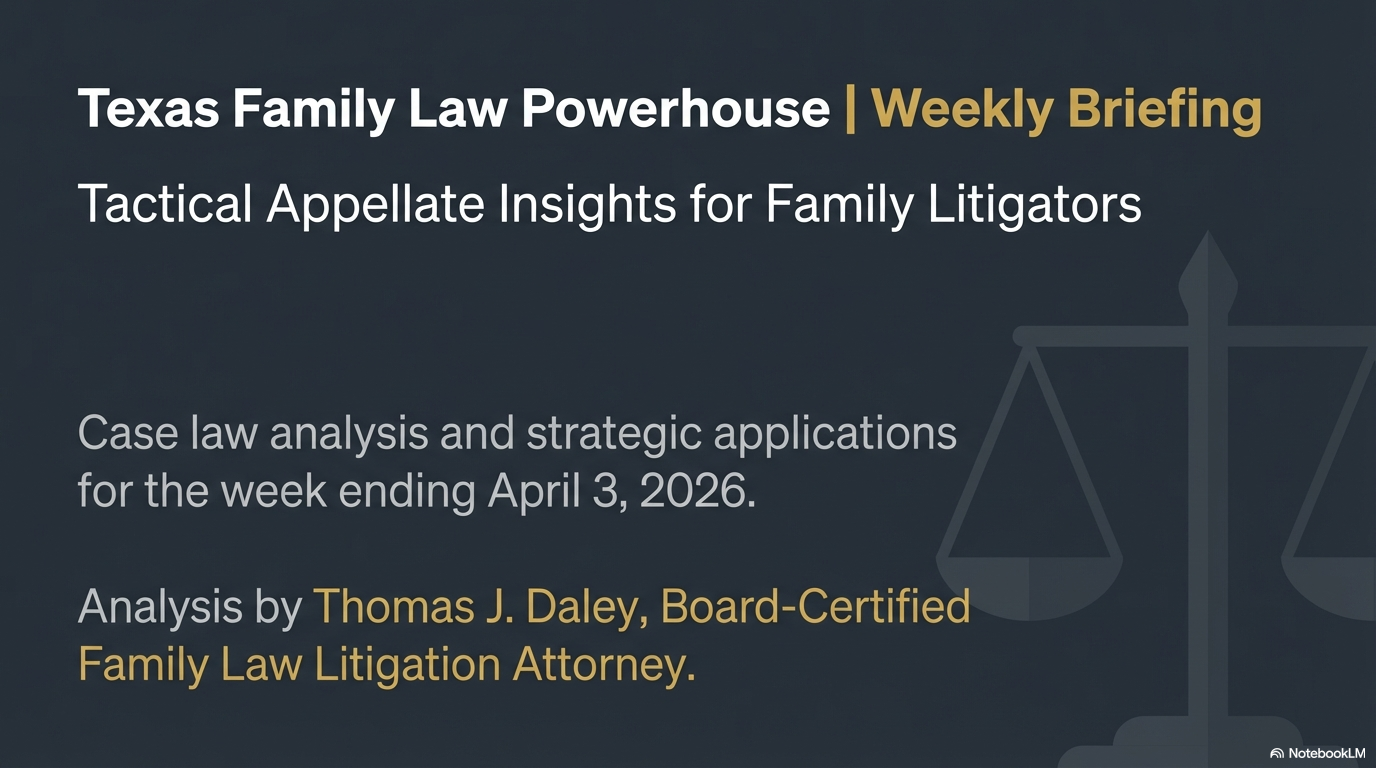 Texas Family Law Powerhouse | Weekly Briefing
Tactical Appellate Insights for Family Litigators
Case law analysis and strategic applications
for the week ending April 3, 2026.
Analysis by Thomas J. Daley, Board-Certified
Family Law Litigation Attorney.
NotebookLM